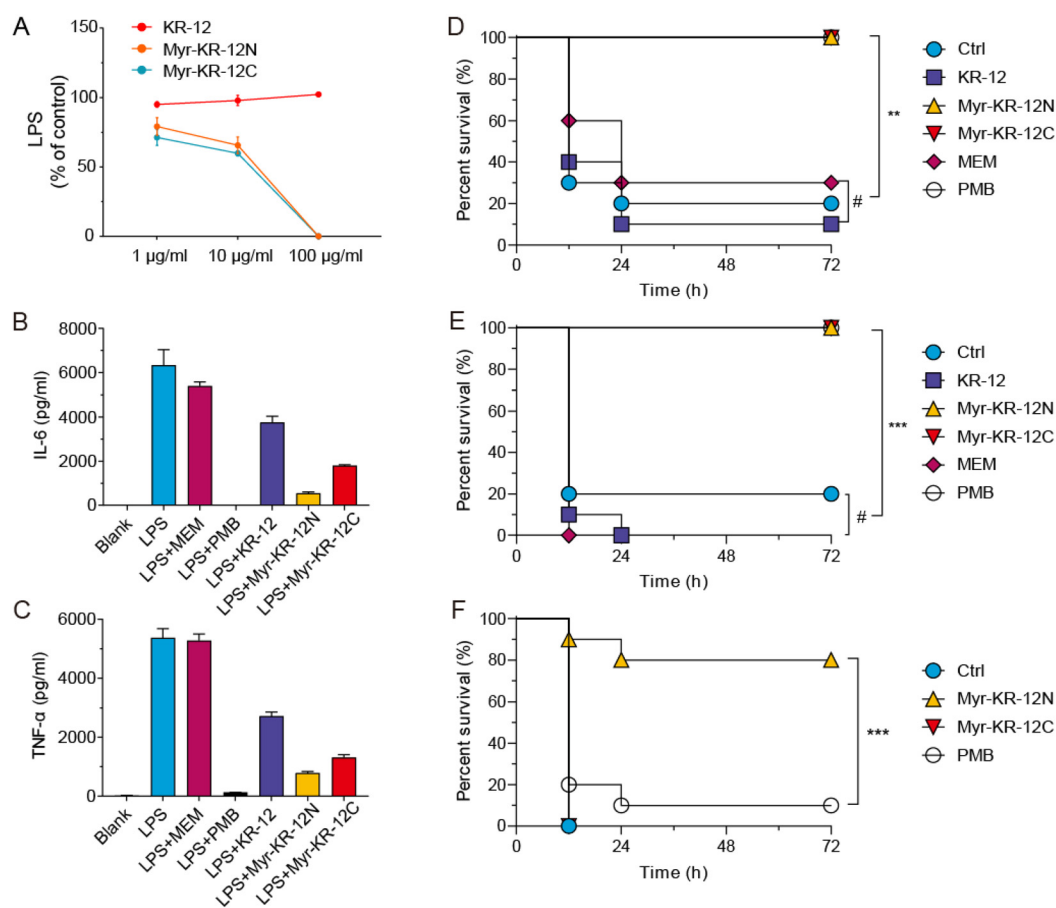 A
150
100
50
0
LPS
(% of control)
KR-12
Myr-KR-12N
Myr-KR-12C
1 μg/ml
10 μg/ml
100 μg/ml
B
8000
6000
4000
2000
0
IL-6 (pg/ml)
Blank
LPS
LPS+MEM
LPS+PMB
LPS+KR-12
LPS+Myr-KR-12N
LPS+Myr-KR-12C
C
6000
4000
2000
0
TNF-α (pg/ml)
Blank
LPS
LPS+MEM
LPS+PMB
LPS+KR-12
LPS+Myr-KR-12N
LPS+Myr-KR-12C
D
100
80
60
40
20
0
Percent survival (%)
0
24
48
72
Time (h)
**
#
Ctrl
KR-12
Myr-KR-12N
Myr-KR-12C
MEM
PMB
E
100
80
60
40
20
0
Percent survival (%)
0
24
48
72
Time (h)
***
#
Ctrl
KR-12
Myr-KR-12N
Myr-KR-12C
MEM
PMB
F
100
80
60
40
20
0
Percent survival (%)
0
24
48
72
Time (h)
***
Ctrl
Myr-KR-12N
Myr-KR-12C
PMB